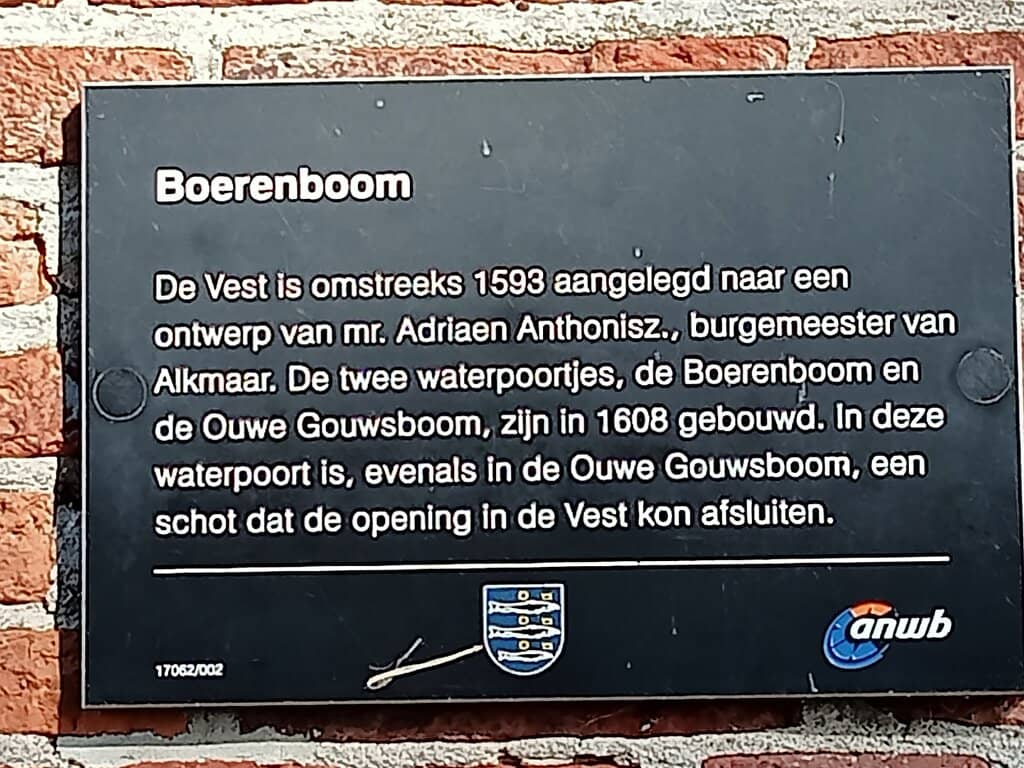 Boerenboom
De Vest is omstreeks 1593 aangelegd naar een
ontwerp van mr. Adriaen Anthonisz., burgemeester van
Alkmaar. De twee waterpoortjes, de Boerenboom en
de Ouwe Gouwsboom, zijn in 1608 gebouwd. In deze
waterpoort is, evenals in de Ouwe Gouwsboom, een
schot dat de opening in de Vest kon afsluiten.
17062/002
anwb